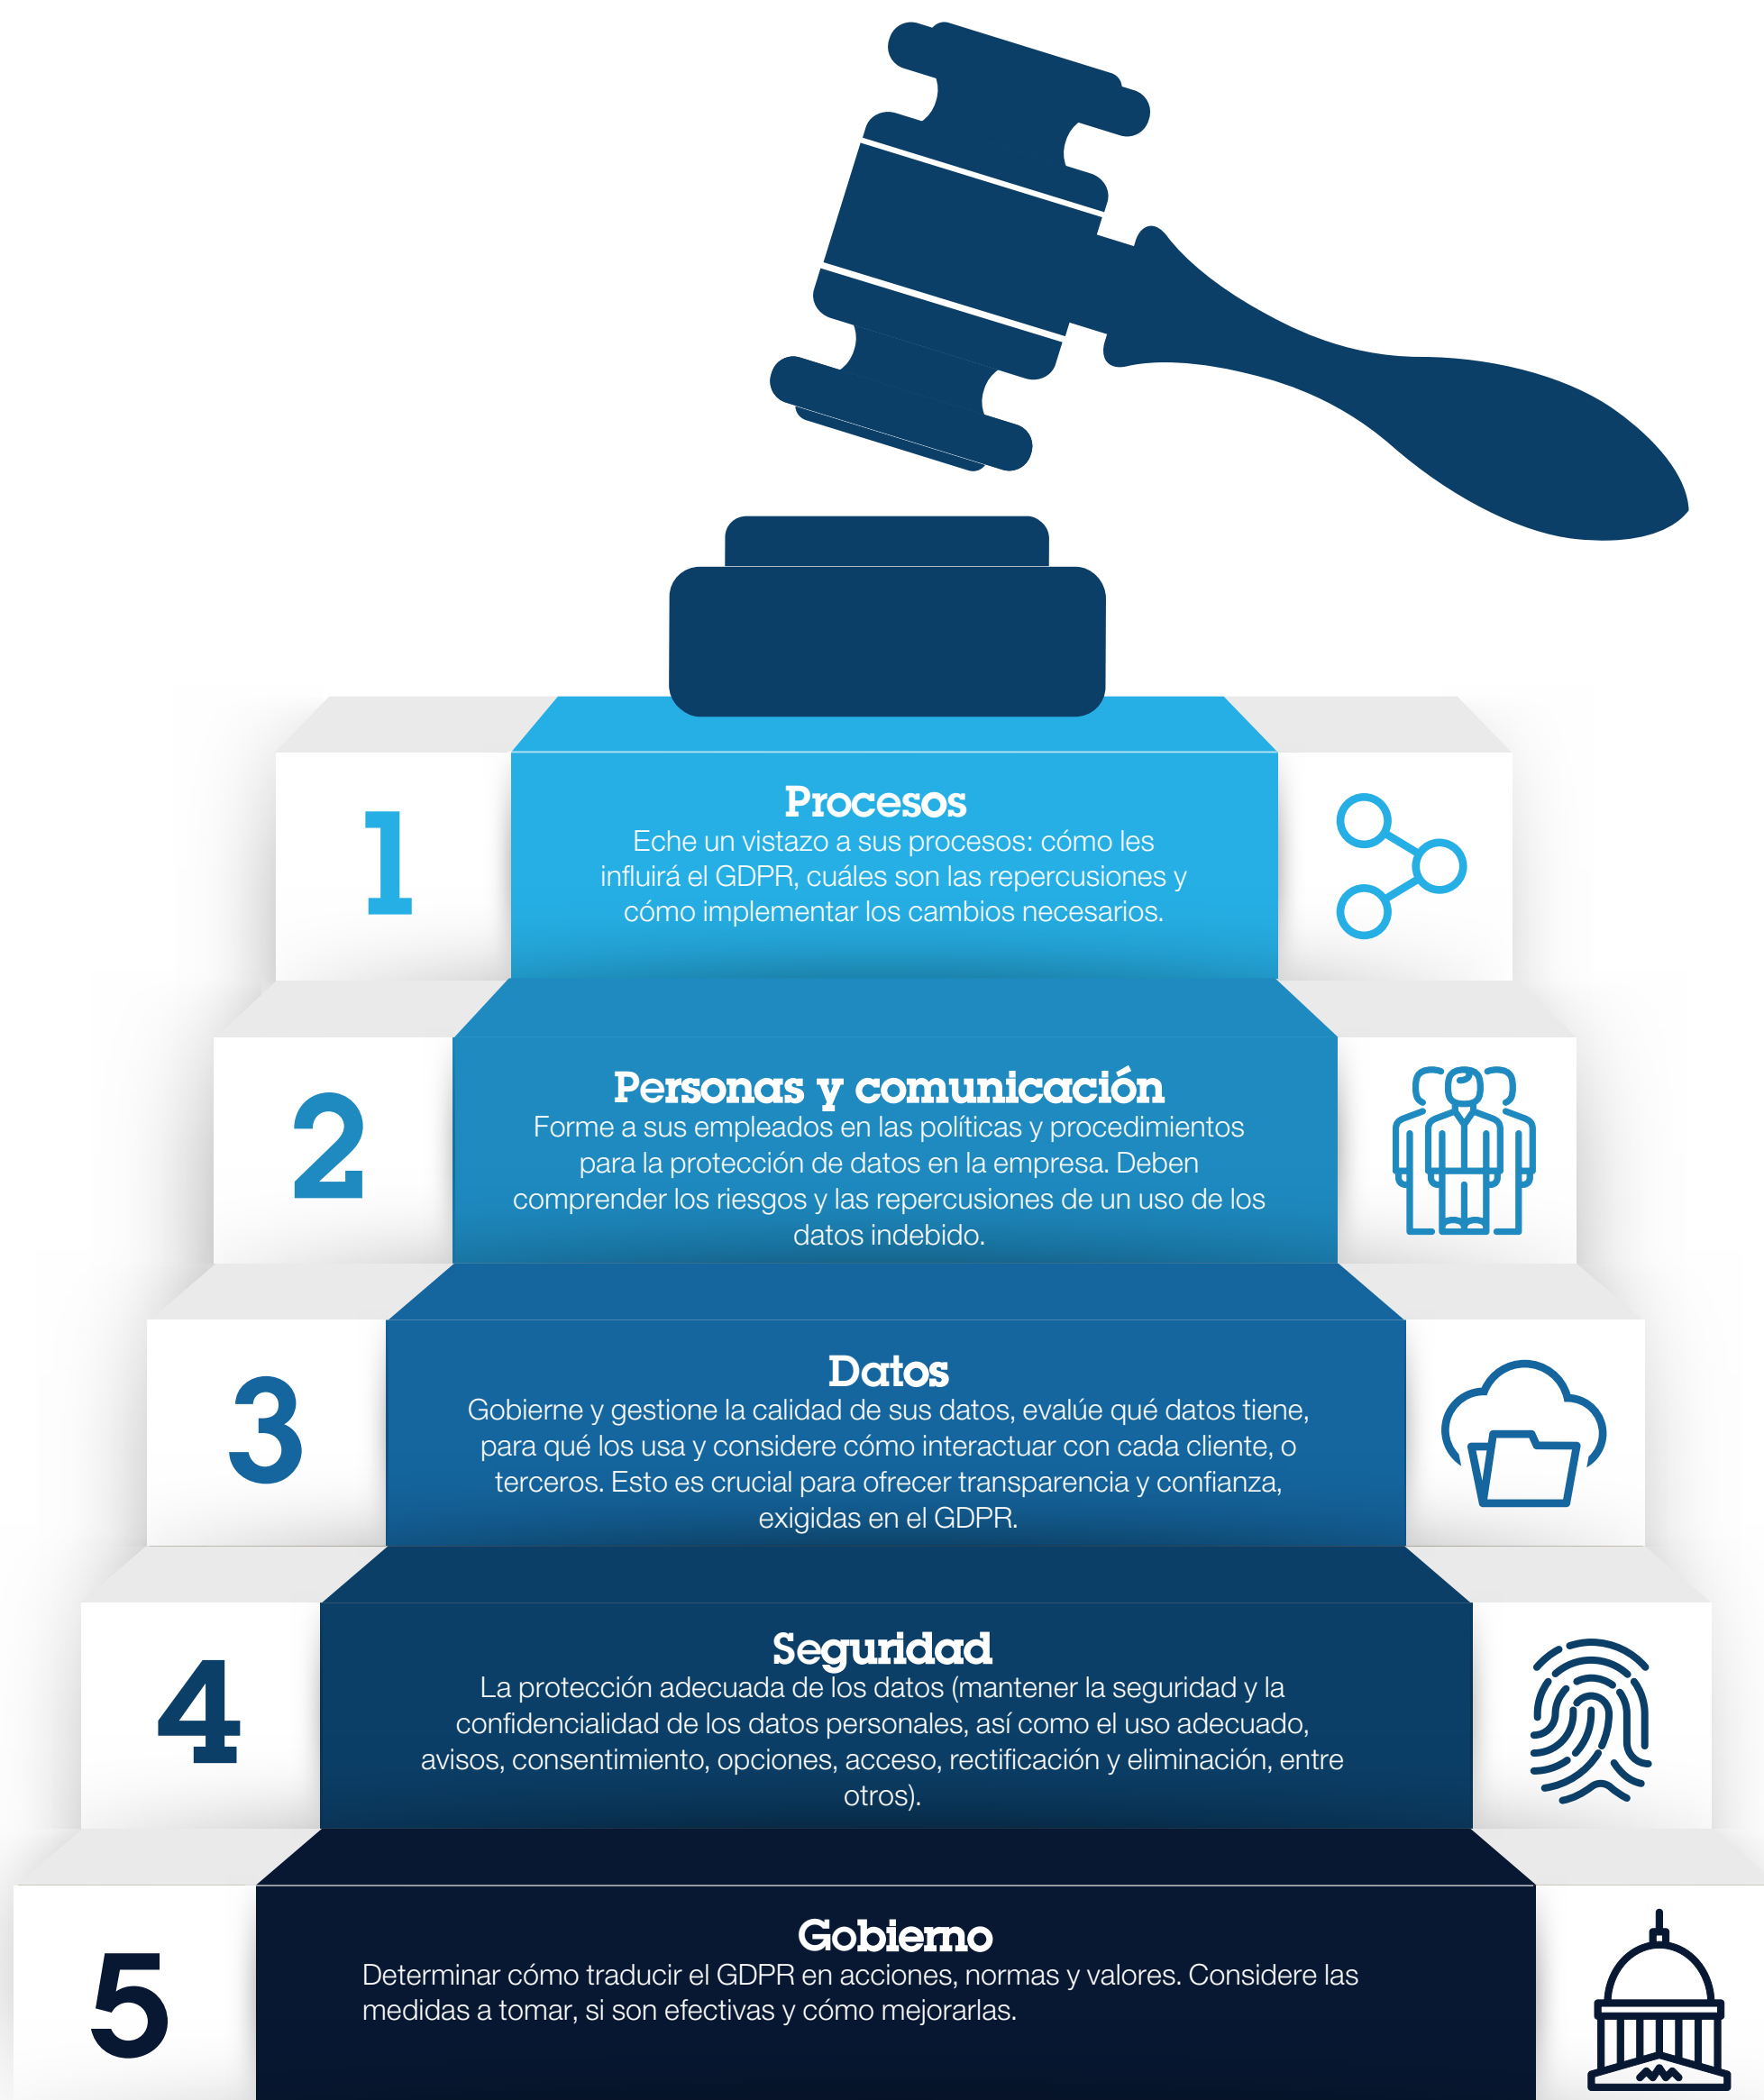 1
Procesos
Eche un vistazo a sus procesos: cómo les
influirá el GDPR, cuáles son las repercusiones y
cómo implementar los cambios necesarios.
2
Personas y comunicación
Forme a sus empleados en las políticas y procedimientos
para la protección de datos en la empresa. Deben
comprender los riesgos y las repercusiones de un uso de los
datos indebido.
3
Datos
Gobierne y gestione la calidad de sus datos, evalúe qué datos tiene,
para qué los usa y considere cómo interactuar con cada cliente, o
terceros. Esto es crucial para ofrecer transparencia y confianza,
exigidas en el GDPR.
4
Seguridad
La protección adecuada de los datos (mantener la seguridad y la
confidencialidad de los datos personales, así como el uso adecuado,
avisos, consentimiento, opciones, acceso, rectificación y eliminación, entre
otros).
5
Gobierno
Determinar cómo traducir el GDPR en acciones, normas y valores. Considere las
medidas a tomar, si son efectivas y cómo mejorarlas.